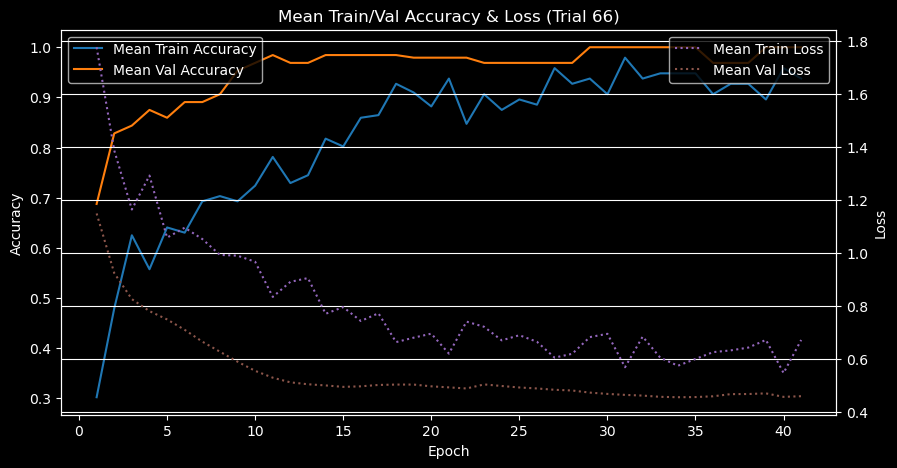 Mean Train/Val Accuracy & Loss (Trial 66)
Mean Train Accuracy
Mean Val Accuracy
Mean Train Loss
Mean Val Loss
1.0
0.9
0.8
0.7
0.6
0.5
0.4
0.3
Accuracy
1.8
1.6
1.4
1.2
1.0
0.8
0.6
0.4
Loss
0 5 10 15 20 25 30 35 40
Epoch